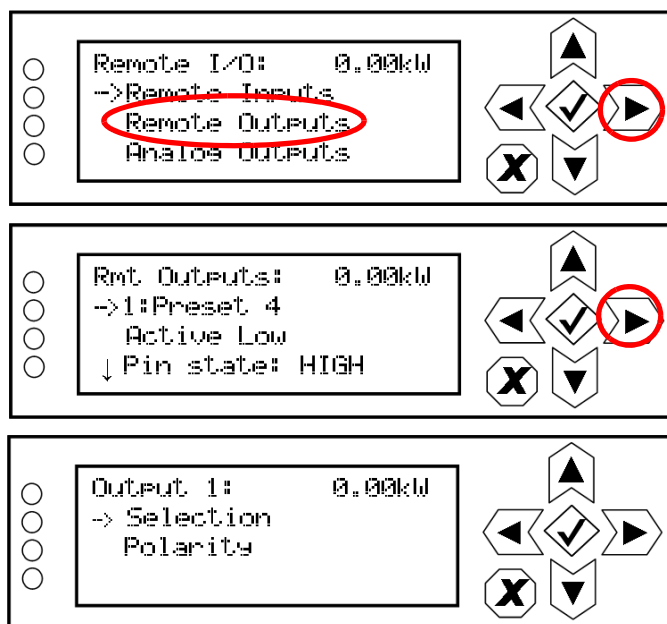 Remote I/O: 0.00kW
->Remote Inputs
Remote Outputs
Analog Outputs
X
Rmt Outputs: 0.00kW
->1:Preset 4
Active Low
↓Pin state: HIGH
X
Output 1: 0.00kW
-> Selection
Polarity
X